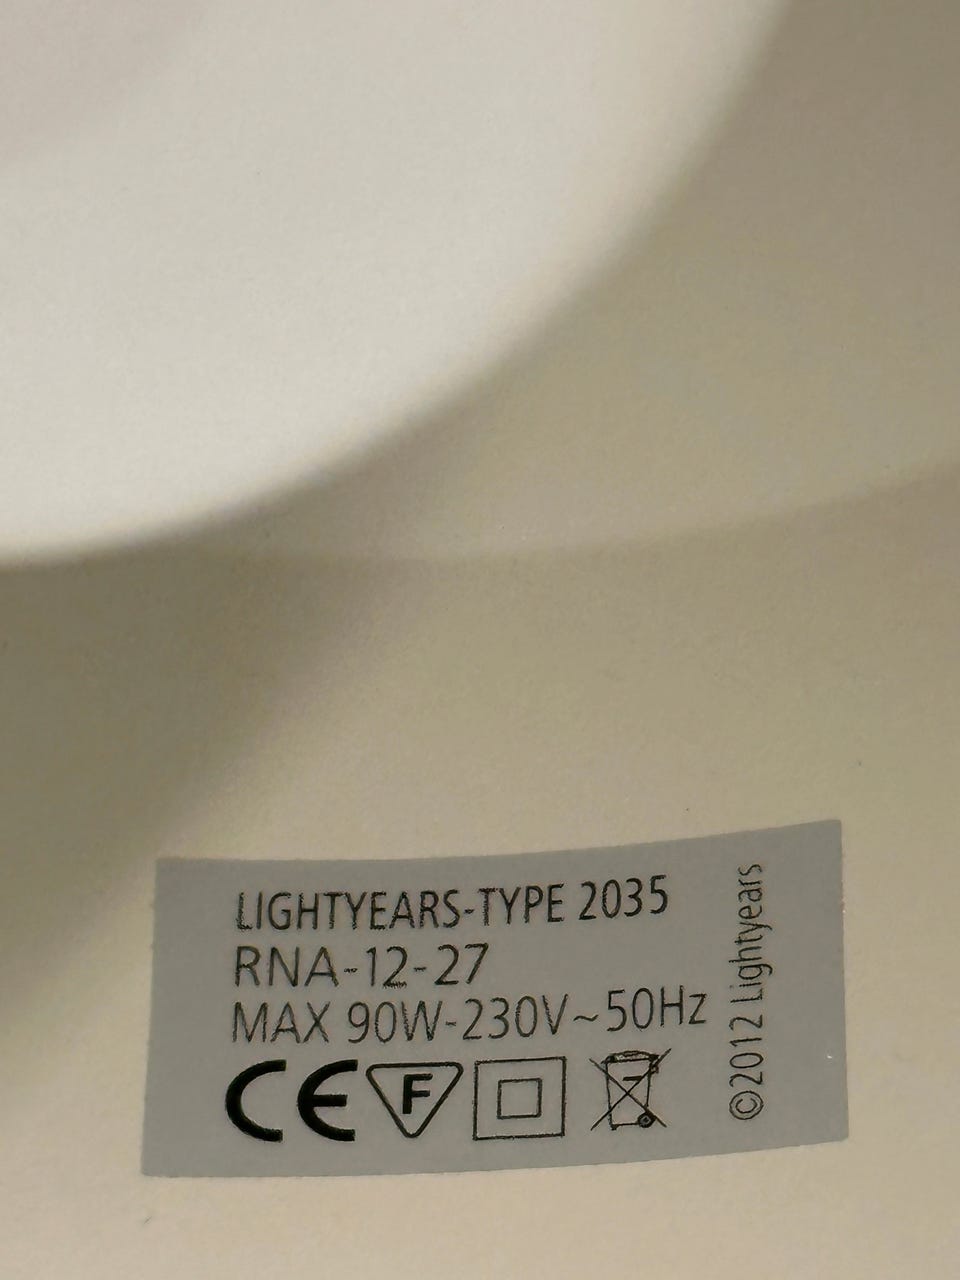 LIGHTYEARS-TYPE 2035
RNA-12-27
MAX 90W-230V~50Hz
CE F
©2012 Lightyears